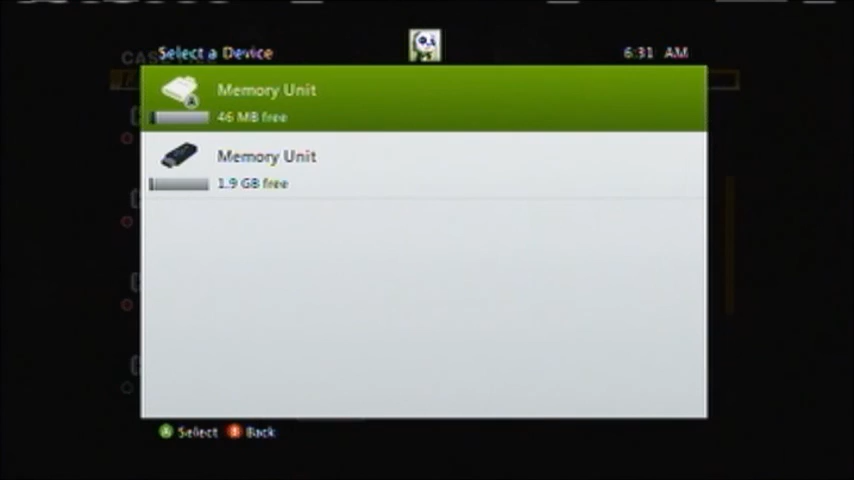 Select a Device
6:31 AM
Memory Unit
46 MB free
Memory Unit
1.9 GB free
A Select B Back